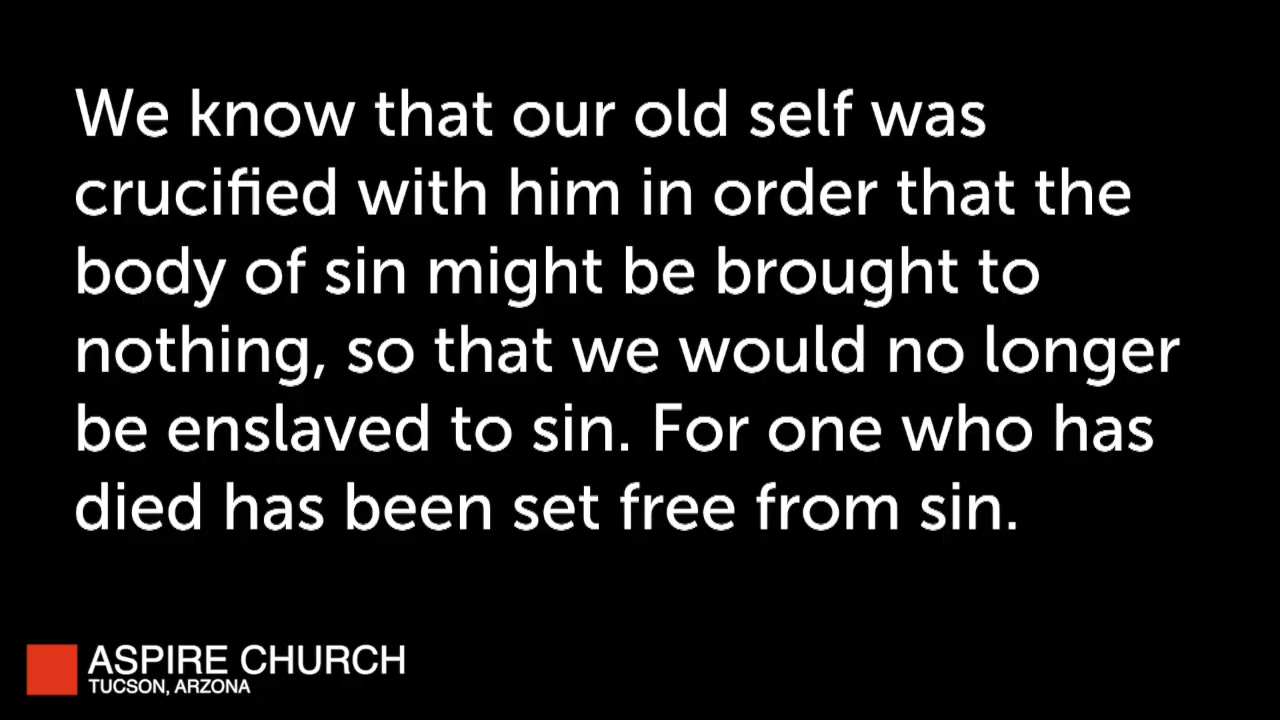 We know that our old self was
crucified with him in order that the
body of sin might be brought to
nothing, so that we would no longer
be enslaved to sin. For one who has
died has been set free from sin.
ASPIRE CHURCH
TUCSON, ARZONA